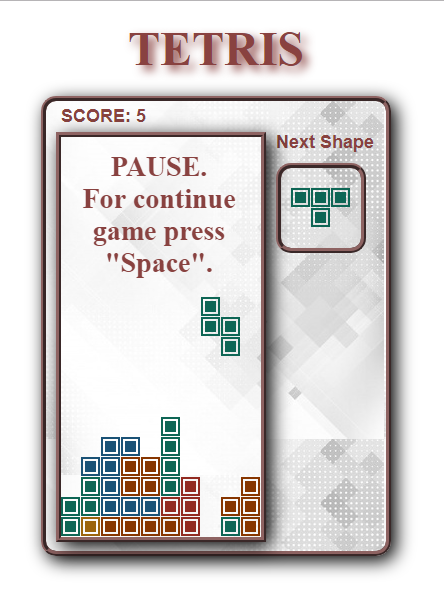 TETRIS
SCORE: 5
Next Shape
PAUSE.
For continue
game press
"Space".